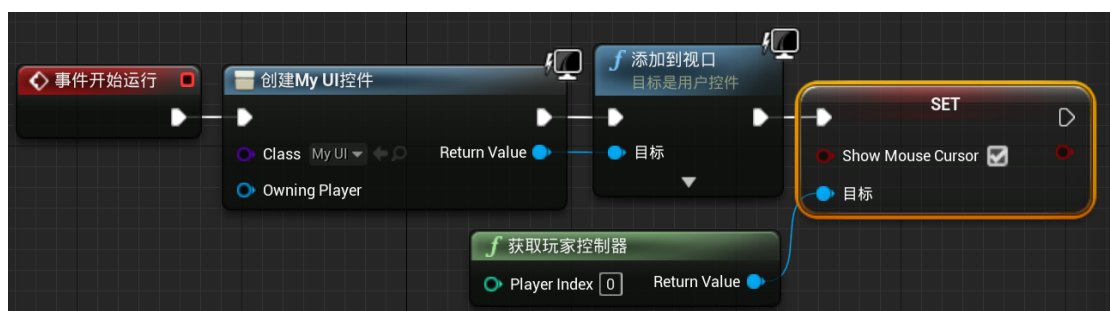 事件开始运行
创建My UI控件
Class My UI
Return Value
Owning Player
f 添加到视口
目标是用户控件
目标
SET
Show Mouse Cursor
目标
f 获取玩家控制器
Player Index 0
Return Value